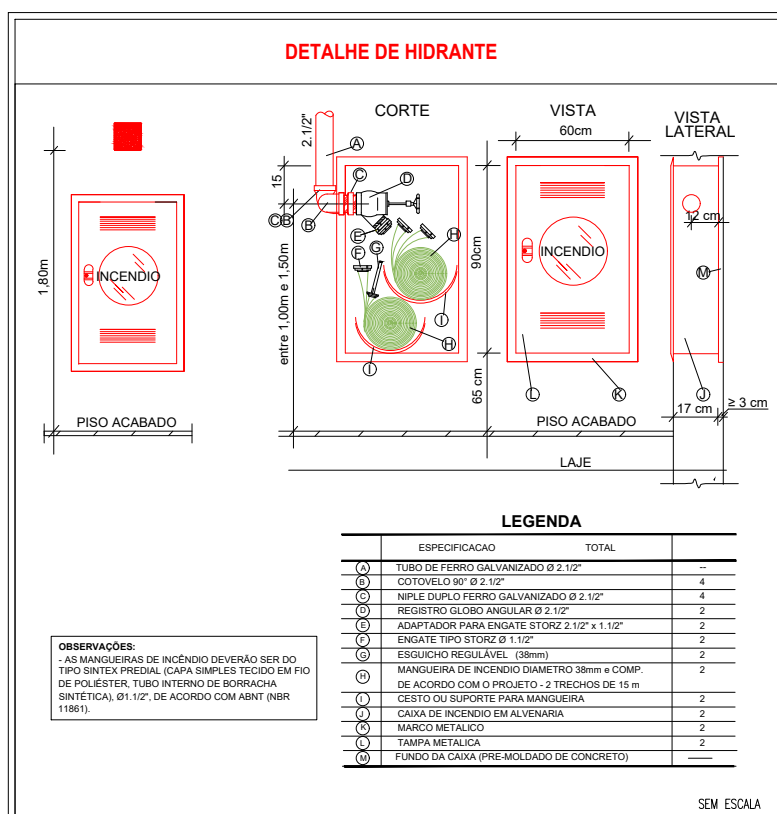 DETALHE DE HIDRANTE
CORTE
VISTA
VISTA
LATERAL
2.1/2"
60cm
A
15
C
D
C
B
B
E
F
G
H
12 cm
1,80m
INCENDIO
INCENDIO
entre 1,00m e 1,50m
90cm
M
I
H
I
L
K
J
65 cm
17 cm
≥ 3 cm
PISO ACABADO
PISO ACABADO
LAJE
LEGENDA
ESPECIFICACAO TOTAL
A TUBO DE FERRO GALVANIZADO Ø 2.1/2" --
B COTOVELO 90° Ø 2.1/2" 4
C NIPLE DUPLO FERRO GALVANIZADO Ø 2.1/2" 4
D REGISTRO GLOBO ANGULAR Ø 2.1/2" 2
E ADAPTADOR PARA ENGATE STORZ 2.1/2" x 1.1/2" 2
F ENGATE TIPO STORZ Ø 1.1/2" 2
G ESGUICHO REGULÁVEL (38mm) 2
H MANGUEIRA DE INCENDIO DIAMETRO 38mm e COMP. 2
DE ACORDO COM O PROJETO - 2 TRECHOS DE 15 m
I CESTO OU SUPORTE PARA MANGUEIRA 2
J CAIXA DE INCENDIO EM ALVENARIA 2
K MARCO METALICO 2
L TAMPA METALICA 2
M FUNDO DA CAIXA (PRE-MOLDADO DE CONCRETO) ——
OBSERVAÇÕES:
- AS MANGUEIRAS DE INCÊNDIO DEVERÃO SER DO
TIPO SINTEX PREDIAL (CAPA SIMPLES TECIDO EM FIO
DE POLIÉSTER, TUBO INTERNO DE BORRACHA
SINTÉTICA), Ø1.1/2", DE ACORDO COM ABNT (NBR
11861).
SEM ESCALA